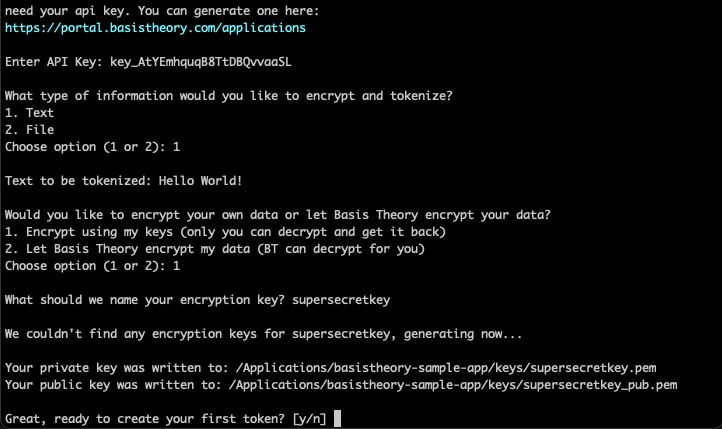 need your api key. You can generate one here:
https://portal.basistheory.com/applications
Enter API Key: key_AtYEmhquqB8TtDBQvvaaSL
What type of information would you like to encrypt and tokenize?
1. Text
2. File
Choose option (1 or 2): 1
Text to be tokenized: Hello World!
Would you like to encrypt your own data or let Basis Theory encrypt your data?
1. Encrypt using my keys (only you can decrypt and get it back)
2. Let Basis Theory encrypt my data (BT can decrypt for you)
Choose option (1 or 2): 1
What should we name your encryption key? supersecretkey
We couldn't find any encryption keys for supersecretkey, generating now...
Your private key was written to: /Applications/basistheory-sample-app/keys/supersecretkey.pem
Your public key was written to: /Applications/basistheory-sample-app/keys/supersecretkey_pub.pem
Great, ready to create your first token? [y/n]